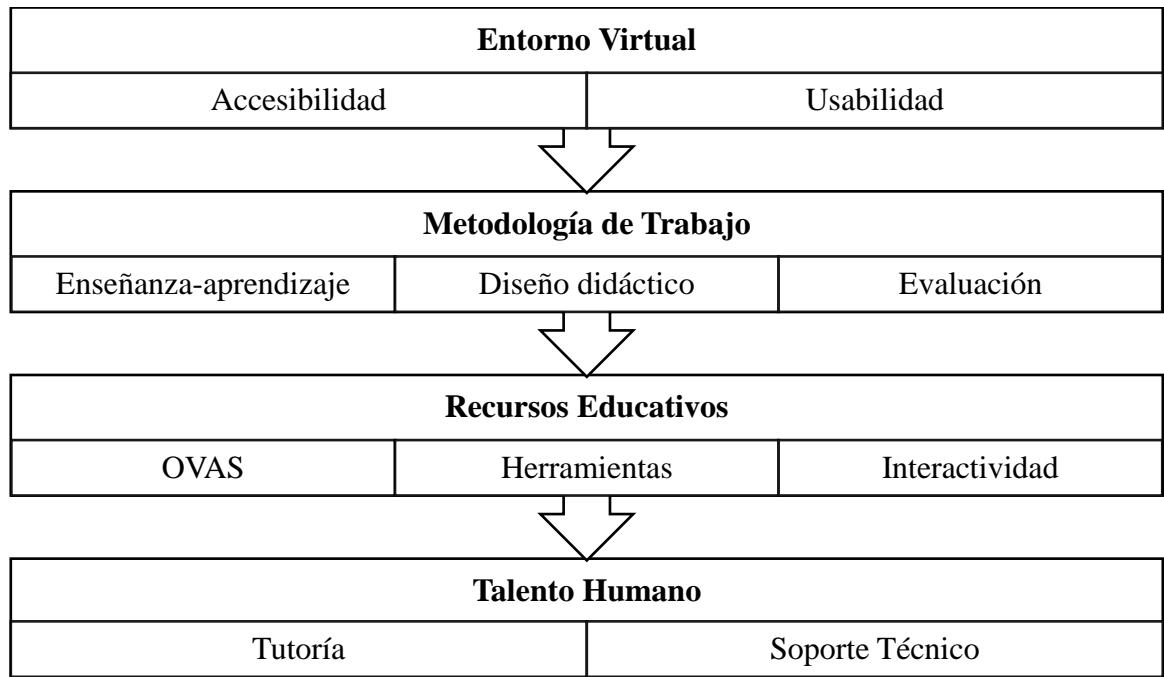 Entorno Virtual
Accesibilidad
Usabilidad
Metodología de Trabajo
Enseñanza-aprendizaje
Diseño didáctico
Evaluación
Recursos Educativos
OVAS
Herramientas
Interactividad
Talento Humano
Tutoría
Soporte Técnico